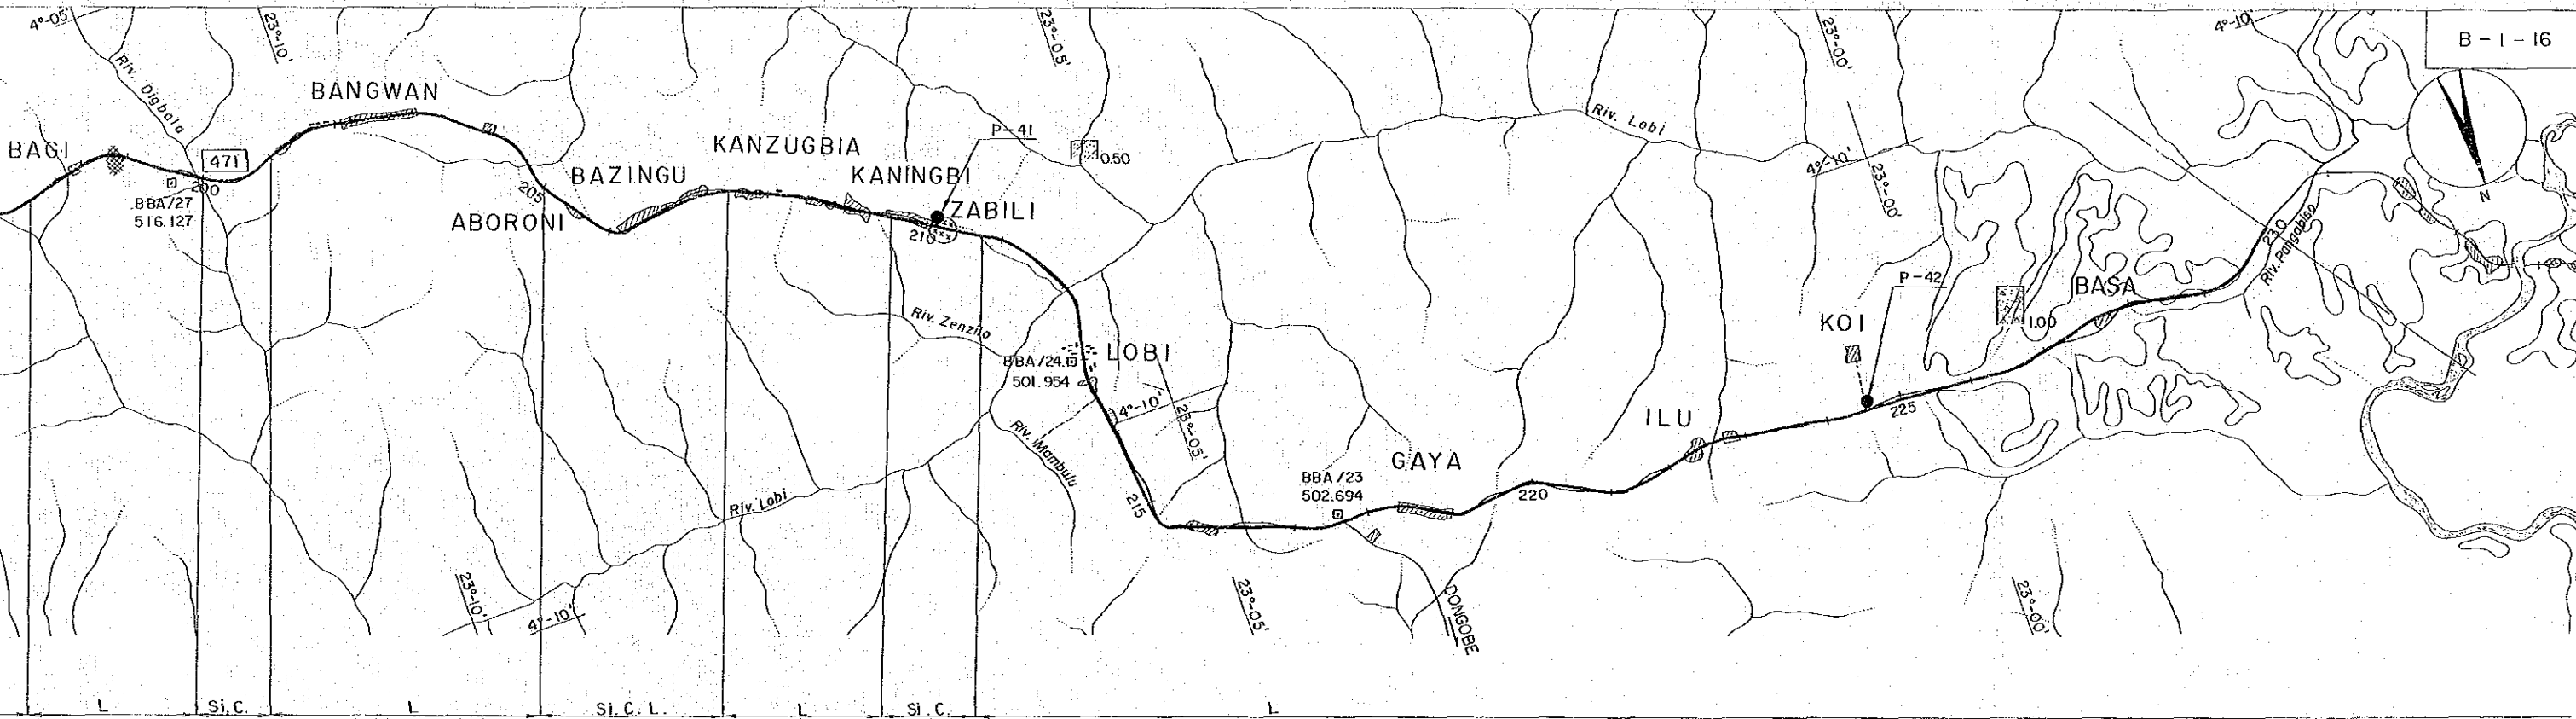 4°-05'
23°-10'
23°-05'
23°-00'
4°-10'
B-1-16
Riv. Digbala
BANGWAN
BAGI
471
200
BBA/27
516.127
205
ABORONI
BAZINGU
KANZUGBIA
KANINGBI
P-41
0.50
ZABILI
210
Riv. Lobi
4°-10'
23°-00'
N
230
Riv. Pangabiso
P-42
BASA
1.00
KOI
Riv. Zenzilo
LOBI
BBA/24
501.954
4°-10'
23°-05'
Riv. Mambulu
225
ILU
GAYA
BBA/23
502.694
220
215
Riv. Lobi
23°-10'
4°-10'
23°-05'
DONGOBE
23°-00'
L
Si, C.
L
Si, C. L.
L
Si. C.
L